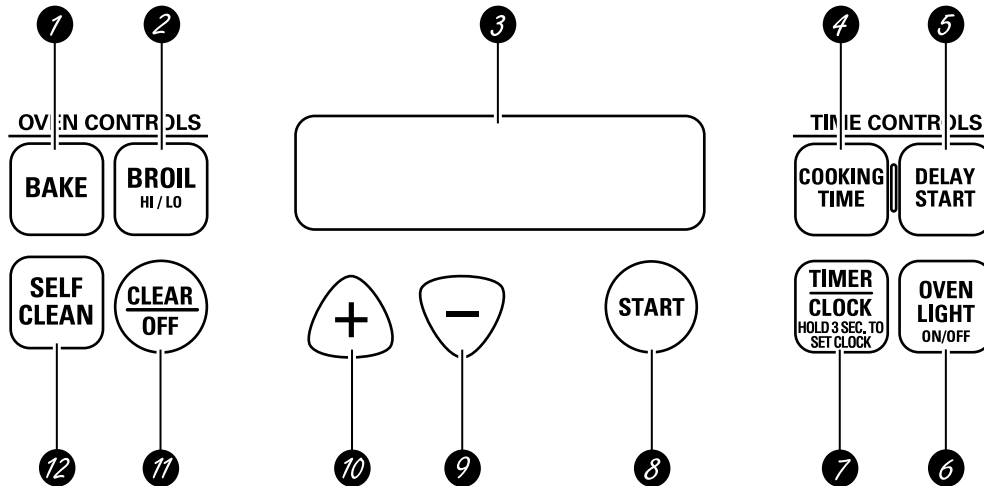 1 2 3 4 5
OVEN CONTROLS
TIME CONTROLS
BAKE
BROIL
HI / LO
COOKING
TIME
DELAY
START
SELF
CLEAN
CLEAR
OFF
+
−
START
TIMER
CLOCK
HOLD 3 SEC. TO
SET CLOCK
OVEN
LIGHT
ON/OFF
12 11 10 9 8 7 6